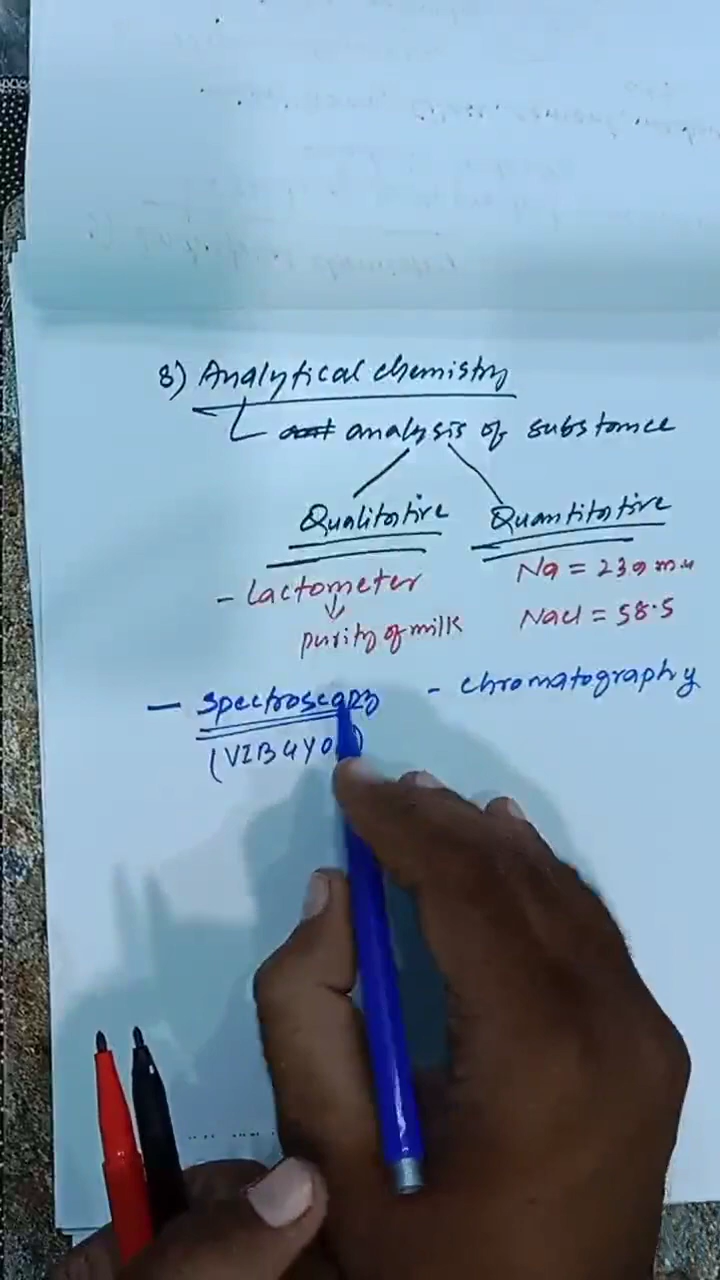 8) Analytical chemistry
analysis of substance
Qualitative Quantitative
- Lactometer Na = 23 a m.u
purity of milk NaCl = 58.5
- Spectroscopy - chromatography
(VIBGYO